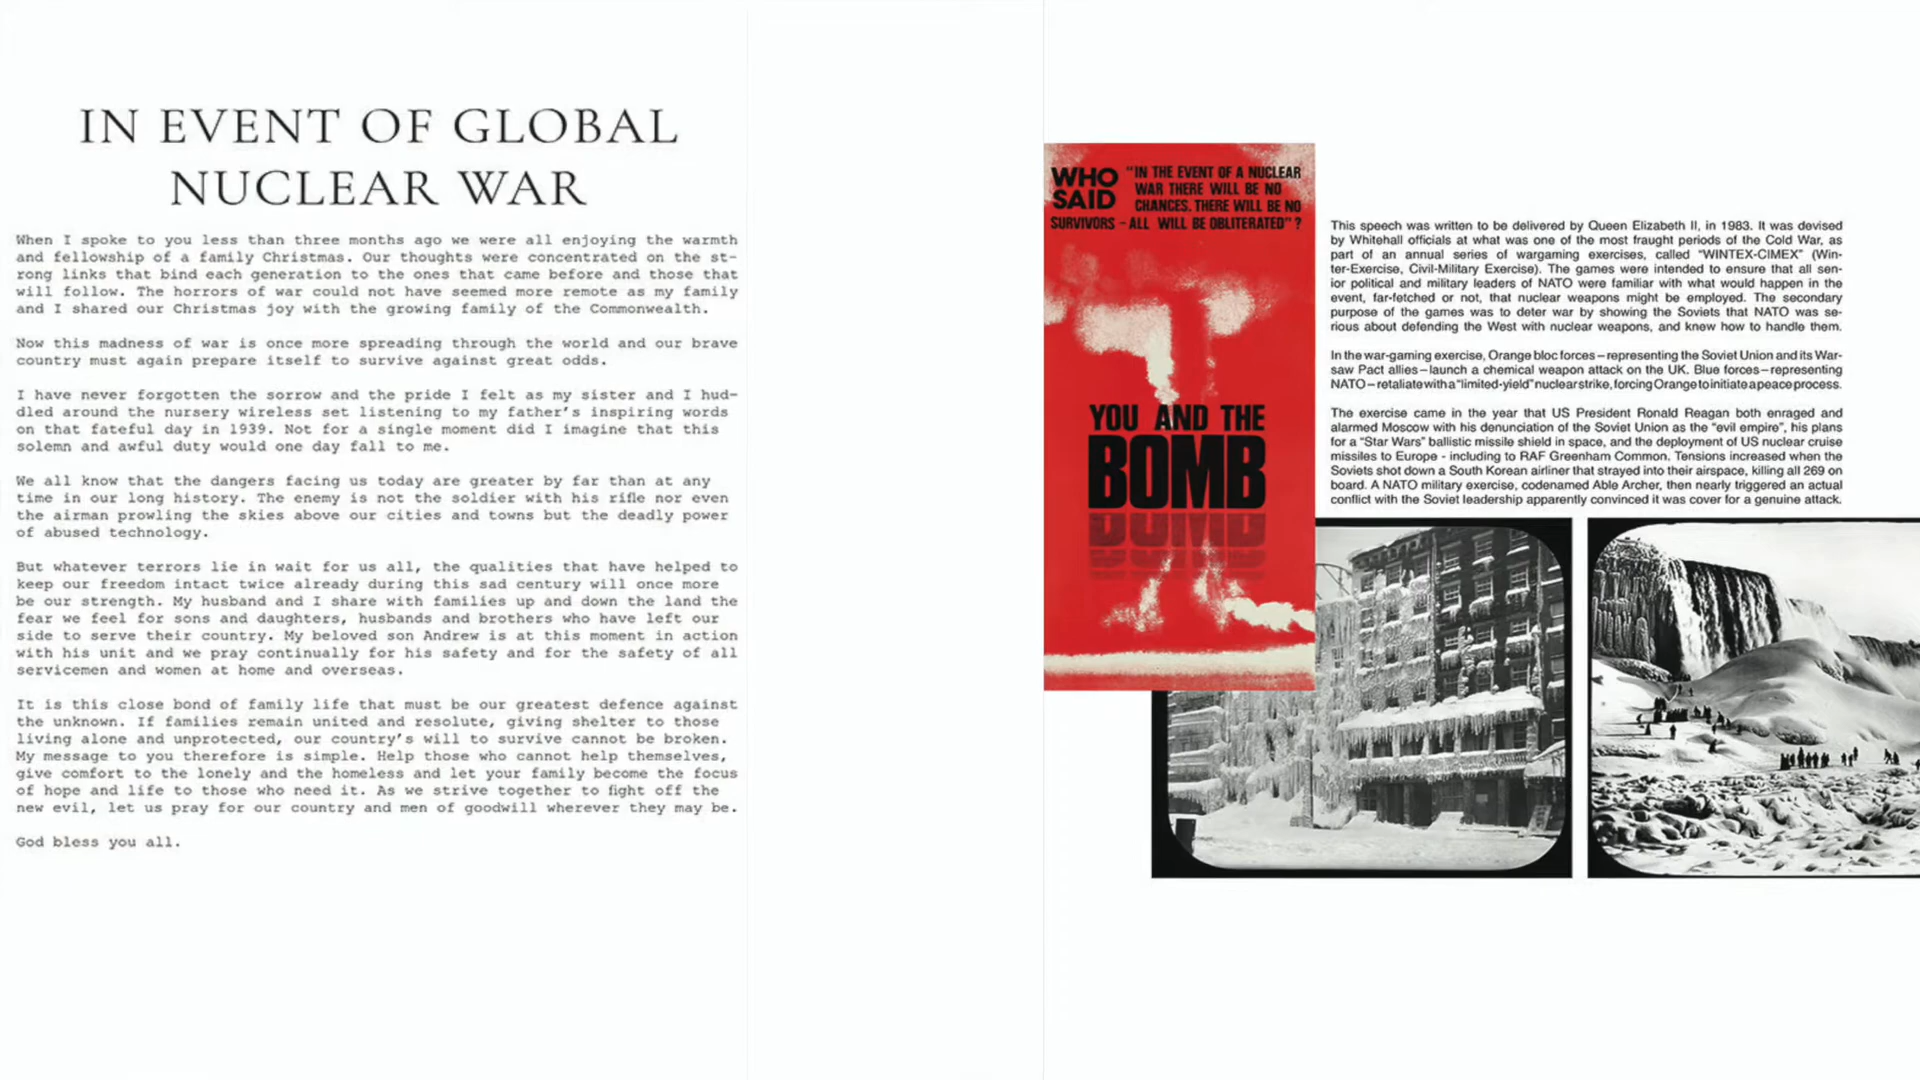 IN EVENT OF GLOBAL
NUCLEAR WAR
When I spoke to you less than three months ago we were all enjoying the warmth
and fellowship of a family Christmas. Our thoughts were concentrated on the st-
rong links that bind each generation to the ones that came before and those that
will follow. The horrors of war could not have seemed more remote as my family
and I shared our Christmas joy with the growing family of the Commonwealth.
Now this madness of war is once more spreading through the world and our brave
country must again prepare itself to survive against great odds.
I have never forgotten the sorrow and the pride I felt as my sister and I hud-
dled around the nursery wireless set listening to my father's inspiring words
on that fateful day in 1939. Not for a single moment did I imagine that this
solemn and awful duty would one day fall to me.
We all know that the dangers facing us today are greater by far than at any
time in our long history. The enemy is not the soldier with his rifle nor even
the airman prowling the skies above our cities and towns but the deadly power
of abused technology.
But whatever terrors lie in wait for us all, the qualities that have helped to
keep our freedom intact twice already during this sad century will once more
be our strength. My husband and I share with families up and down the land the
fear we feel for sons and daughters, husbands and brothers who have left our
side to serve their country. My beloved son Andrew is at this moment in action
with his unit and we pray continually for his safety and for the safety of all
servicemen and women at home and overseas.
It is this close bond of family life that must be our greatest defence against
the unknown. If families remain united and resolute, giving shelter to those
living alone and unprotected, our country's will to survive cannot be broken.
My message to you therefore is simple. Help those who cannot help themselves,
give comfort to the lonely and the homeless and let your family become the focus
of hope and life to those who need it. As we strive together to fight off the
new evil, let us pray for our country and men of goodwill wherever they may be.
God bless you all.
WHO SAID "IN THE EVENT OF A NUCLEAR
WAR THERE WILL BE NO
CHANCES. THERE WILL BE NO
SURVIVORS - ALL WILL BE OBLITERATED" ?
YOU AND THE
BOMB
BOMB
This speech was written to be delivered by Queen Elizabeth II, in 1983. It was devised
by Whitehall officials at what was one of the most fraught periods of the Cold War, as
part of an annual series of wargaming exercises, called "WINTEX-CIMEX" (Win-
ter-Exercise, Civil-Military Exercise). The games were intended to ensure that all sen-
ior political and military leaders of NATO were familiar with what would happen in the
event, far-fetched or not, that nuclear weapons might be employed. The secondary
purpose of the games was to deter war by showing the Soviets that NATO was se-
rious about defending the West with nuclear weapons, and knew how to handle them.
In the war-gaming exercise, Orange bloc forces – representing the Soviet Union and its War-
saw Pact allies – launch a chemical weapon attack on the UK. Blue forces – representing
NATO – retaliate with a "limited-yield" nuclear strike, forcing Orange to initiate a peace process.
The exercise came in the year that US President Ronald Reagan both enraged and
alarmed Moscow with his denunciation of the Soviet Union as the "evil empire", his plans
for a "Star Wars" ballistic missile shield in space, and the deployment of US nuclear cruise
missiles to Europe - including to RAF Greenham Common. Tensions increased when the
Soviets shot down a South Korean airliner that strayed into their airspace, killing all 269 on
board. A NATO military exercise, codenamed Able Archer, then nearly triggered an actual
conflict with the Soviet leadership apparently convinced it was cover for a genuine attack.